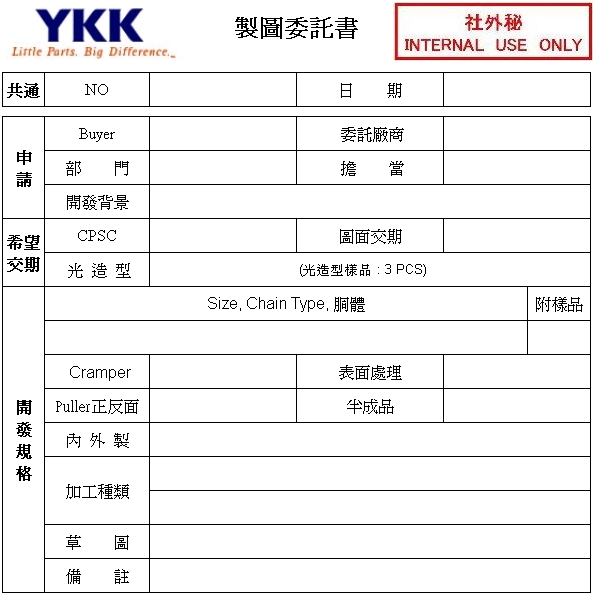 YKK
Little Parts. Big Difference.
製圖委託書
社外秘
INTERNAL USE ONLY
共通 NO 日 期
申請
Buyer 委託廠商
部 門 擔 當
開發背景
希望交期
CPSC 圖面交期
光 造 型 (光造型樣品 : 3 PCS)
開發規格
Size, Chain Type, 胴體 附樣品
Cramper 表面處理
Puller正反面 半成品
內 外 製
加工種類
草 圖
備 註